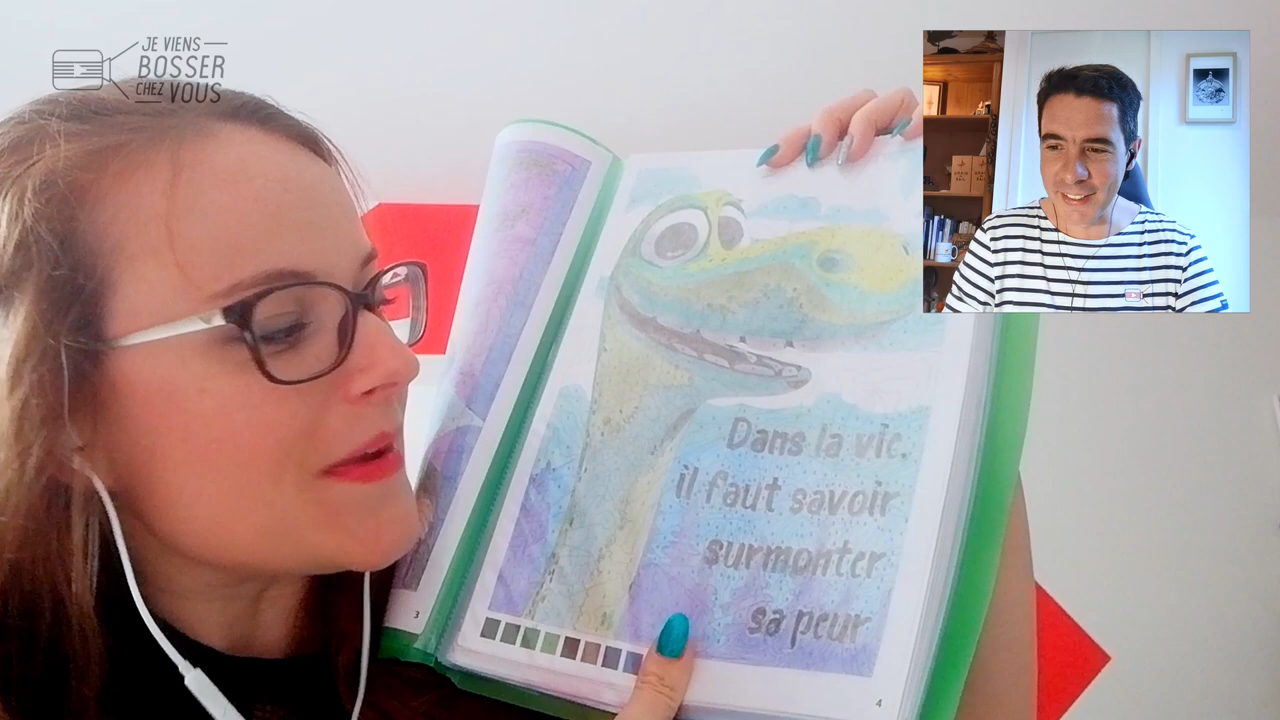 JE VIENS
BOSSER
CHEZ VOUS
Dans la vie,
il faut savoir
surmonter
sa peur
3
4